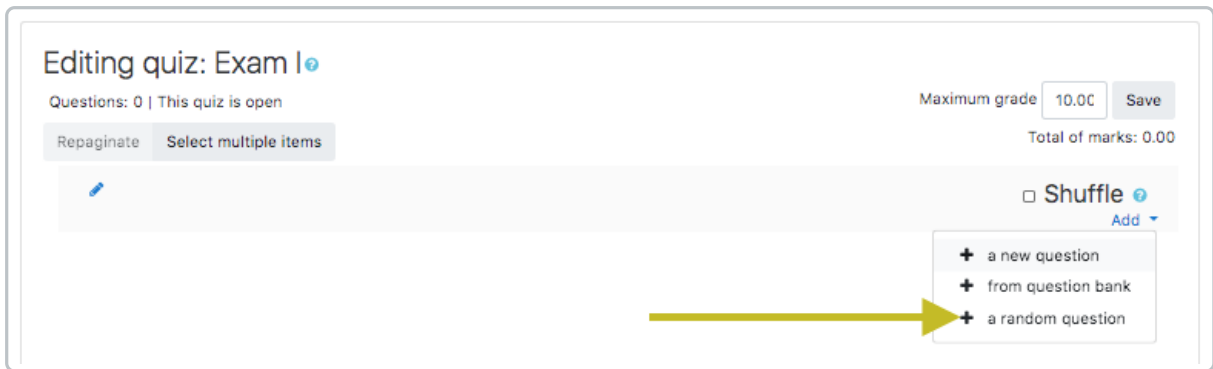 Editing quiz: Exam I
Questions: 0 | This quiz is open
Maximum grade 10.00 Save
Repaginate Select multiple items
Total of marks: 0.00
Shuffle
Add
a new question
from question bank
a random question